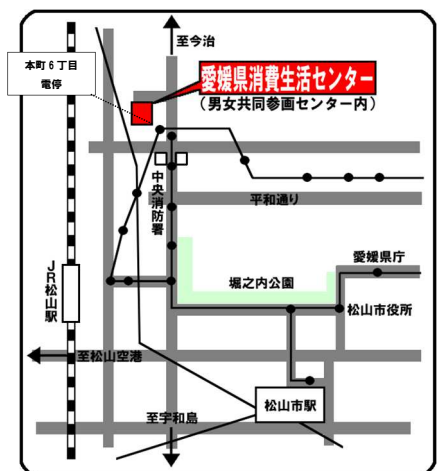 至今治
本町6丁目
電停
愛媛県消費生活センター
(男女共同参画センター内)
中央消防署
平和通り
愛媛県庁
堀之内公園
JR松山駅
松山市役所
至松山空港
松山市駅
至宇和島